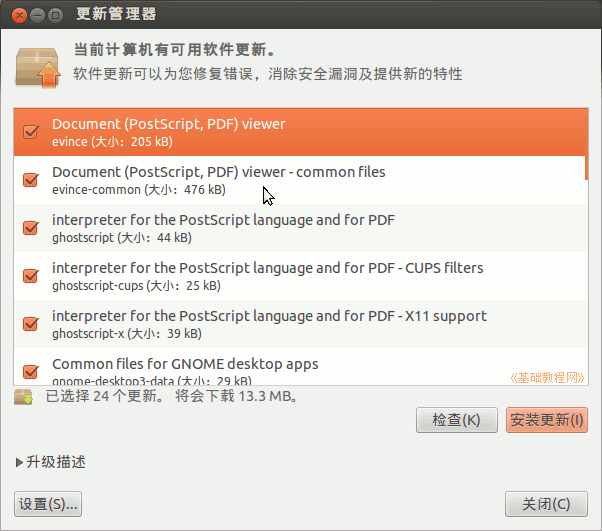 更新管理器
当前计算机有可用软件更新。
软件更新可以为您修复错误，消除安全漏洞及提供新的特性
Document (PostScript, PDF) viewer
evince (大小：205 kB)
Document (PostScript, PDF) viewer - common files
evince-common (大小：476 kB)
interpreter for the PostScript language and for PDF
ghostscript (大小：44 kB)
interpreter for the PostScript language and for PDF - CUPS filters
ghostscript-cups (大小：25 kB)
interpreter for the PostScript language and for PDF - X11 support
ghostscript-x (大小：39 kB)
Common files for GNOME desktop apps
gnome-desktop3-data (大小：29 kB)
《基础教程网》
已选择 24 个更新。 将会下载 13.3 MB。
检查(K)
安装更新(I)
升级描述
设置(S)...
关闭(C)